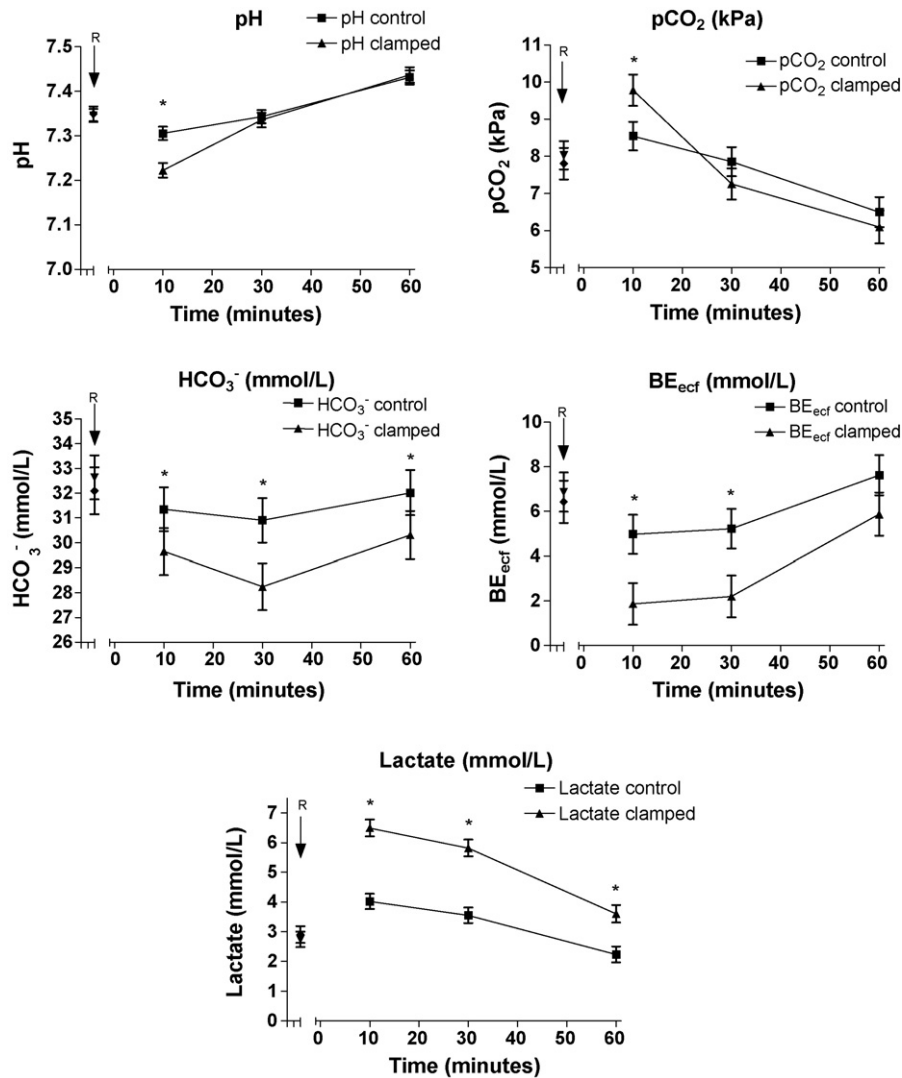 pH
pH control
pH clamped
R
*
7.5
7.4
7.3
7.2
7.1
7.0
pH
0 10 20 30 40 50 60
Time (minutes)
pCO₂ (kPa)
pCO₂ control
pCO₂ clamped
R
*
11
10
9
8
7
6
5
pCO₂ (kPa)
0 10 20 30 40 50 60
Time (minutes)
HCO₃⁻ (mmol/L)
HCO₃⁻ control
HCO₃⁻ clamped
R
* * *
35
34
33
32
31
30
29
28
27
26
HCO₃⁻ (mmol/L)
0 10 20 30 40 50 60
Time (minutes)
BEecf (mmol/L)
BEecf control
BEecf clamped
R
* *
10
8
6
4
2
0
BEecf (mmol/L)
0 10 20 30 40 50 60
Time (minutes)
Lactate (mmol/L)
Lactate control
Lactate clamped
R
* * *
7
6
5
4
3
2
1
0
Lactate (mmol/L)
0 10 20 30 40 50 60
Time (minutes)